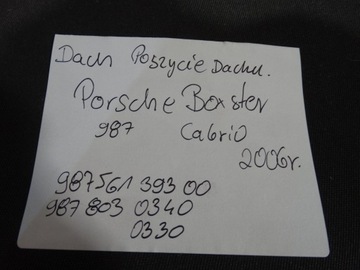 Dach Poszycie Dachu.
Porsche Boxster
987 Cabrio
2006r.
987 561 393 00
987 803 0340
0330